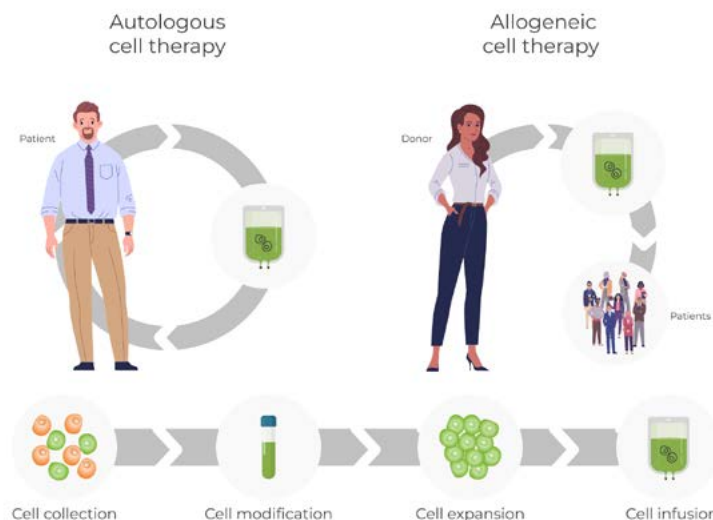 Autologous
cell therapy
Allogeneic
cell therapy
Patient
Donor
Patients
Cell collection
Cell modification
Cell expansion
Cell infusion